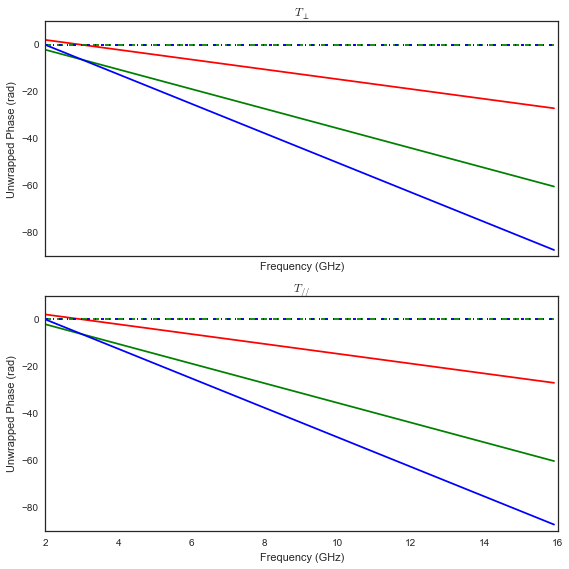 T⊥
0
−20
−40
−60
−80
Unwrapped Phase (rad)
Frequency (GHz)
T//
0
−20
−40
−60
−80
Unwrapped Phase (rad)
2 4 6 8 10 12 14 16
Frequency (GHz)